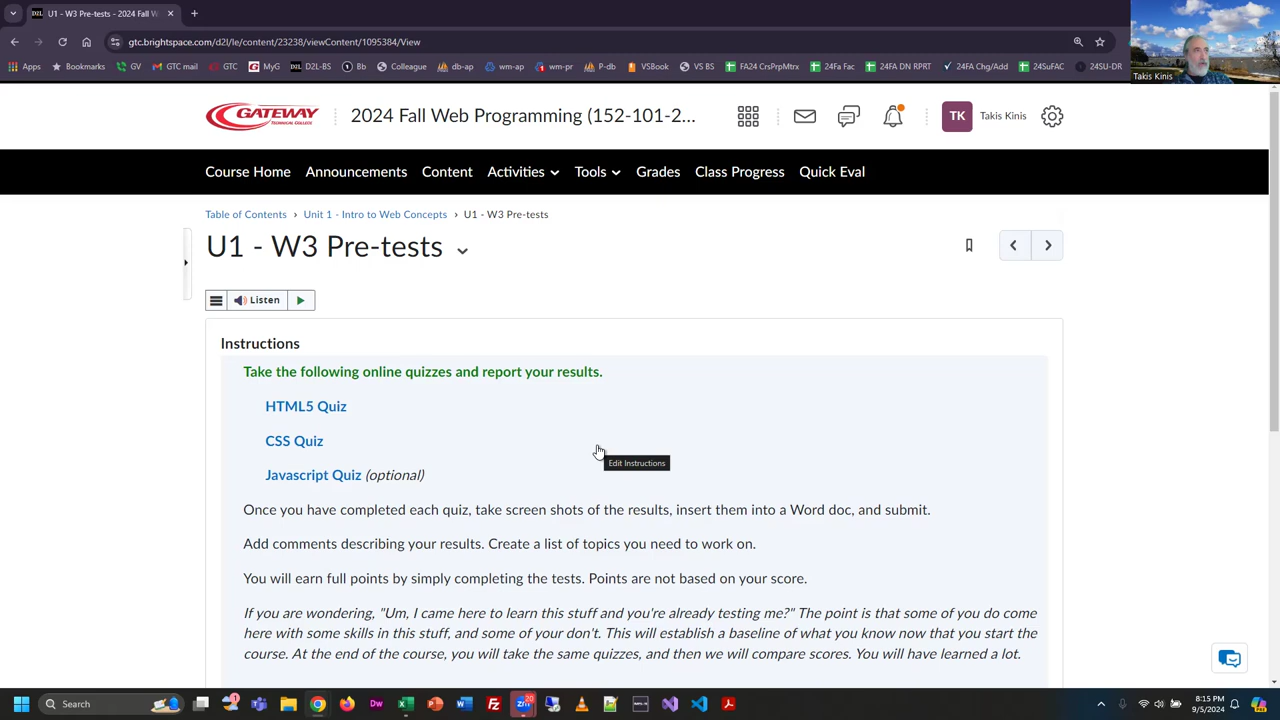 U1 - W3 Pre-tests - 2024 Fall W
gtc.brightspace.com/d2l/le/content/23238/viewContent/1095384/View
Apps
Bookmarks
GV
GTC mail
GTC
MyG
D2L-BS
Bb
Colleague
wmap
wm-pr
P-db
VSBook
VS BS
FA24 CrsPrpMtrx
24Fa Fac
24FA DN RPRT
24FA Chg/Add
24SuFAC
24SU-DR
Takis Kinis
GATEWAY
TECHNICAL COLLEGE
2024 Fall Web Programming (152-101-2...
TK
Takis Kinis
Course Home
Announcements
Content
Activities
Tools
Grades
Class Progress
Quick Eval
Table of Contents › Unit 1 - Intro to Web Concepts › U1 - W3 Pre-tests
U1 - W3 Pre-tests
Listen
Instructions
Take the following online quizzes and report your results.
HTML5 Quiz
CSS Quiz
Edit Instructions
Javascript Quiz (optional)
Once you have completed each quiz, take screen shots of the results, insert them into a Word doc, and submit.
Add comments describing your results. Create a list of topics you need to work on.
You will earn full points by simply completing the tests. Points are not based on your score.
If you are wondering, "Um, I came here to learn this stuff and you're already testing me?" The point is that some of you do come
here with some skills in this stuff, and some of your don't. This will establish a baseline of what you know now that you start the
course. At the end of the course, you will take the same quizzes, and then we will compare scores. You will have learned a lot.
Search
8:15 PM
9/5/2024